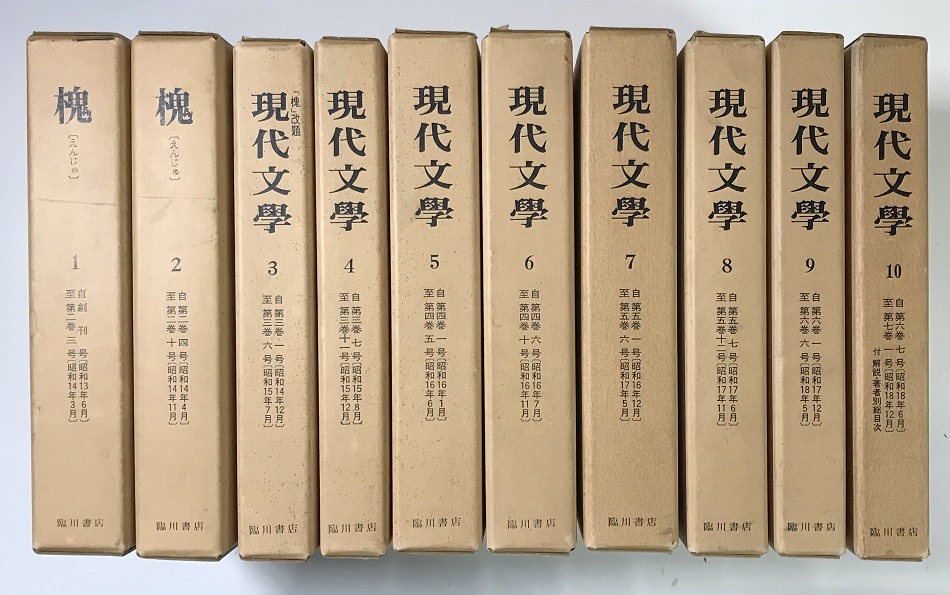 槐
〔えんじゅ〕
1
自 創 刊 号〔昭和13年6月〕
至 第二巻 三 号〔昭和14年3月〕
臨川書店
槐
〔えんじゅ〕
2
自 第二巻 四 号〔昭和14年4月〕
至 第二巻 十 号〔昭和14年11月〕
臨川書店
「槐」改題
現代文學
3
自 第三巻 一 号〔昭和14年12月〕
至 第三巻 六 号〔昭和15年7月〕
臨川書店
現代文學
4
自 第三巻 七 号〔昭和15年8月〕
至 第三巻十一号〔昭和15年12月〕
臨川書店
現代文學
5
自 第四巻 一 号〔昭和16年1月〕
至 第四巻 五 号〔昭和16年6月〕
臨川書店
現代文學
6
自 第四巻 六 号〔昭和16年7月〕
至 第四巻 十 号〔昭和16年11月〕
臨川書店
現代文學
7
自 第五巻 一 号〔昭和16年12月〕
至 第五巻 六 号〔昭和17年5月〕
臨川書店
現代文學
8
自 第五巻 七 号〔昭和17年6月〕
至 第五巻十二号〔昭和17年11月〕
臨川書店
現代文學
9
自 第六巻 一 号〔昭和17年12月〕
至 第六巻 六 号〔昭和18年5月〕
臨川書店
現代文學
10
自 第六巻 七 号〔昭和18年6月〕
至 第七巻 一 号〔昭和18年12月〕
付 解説・著者別総目次
臨川書店